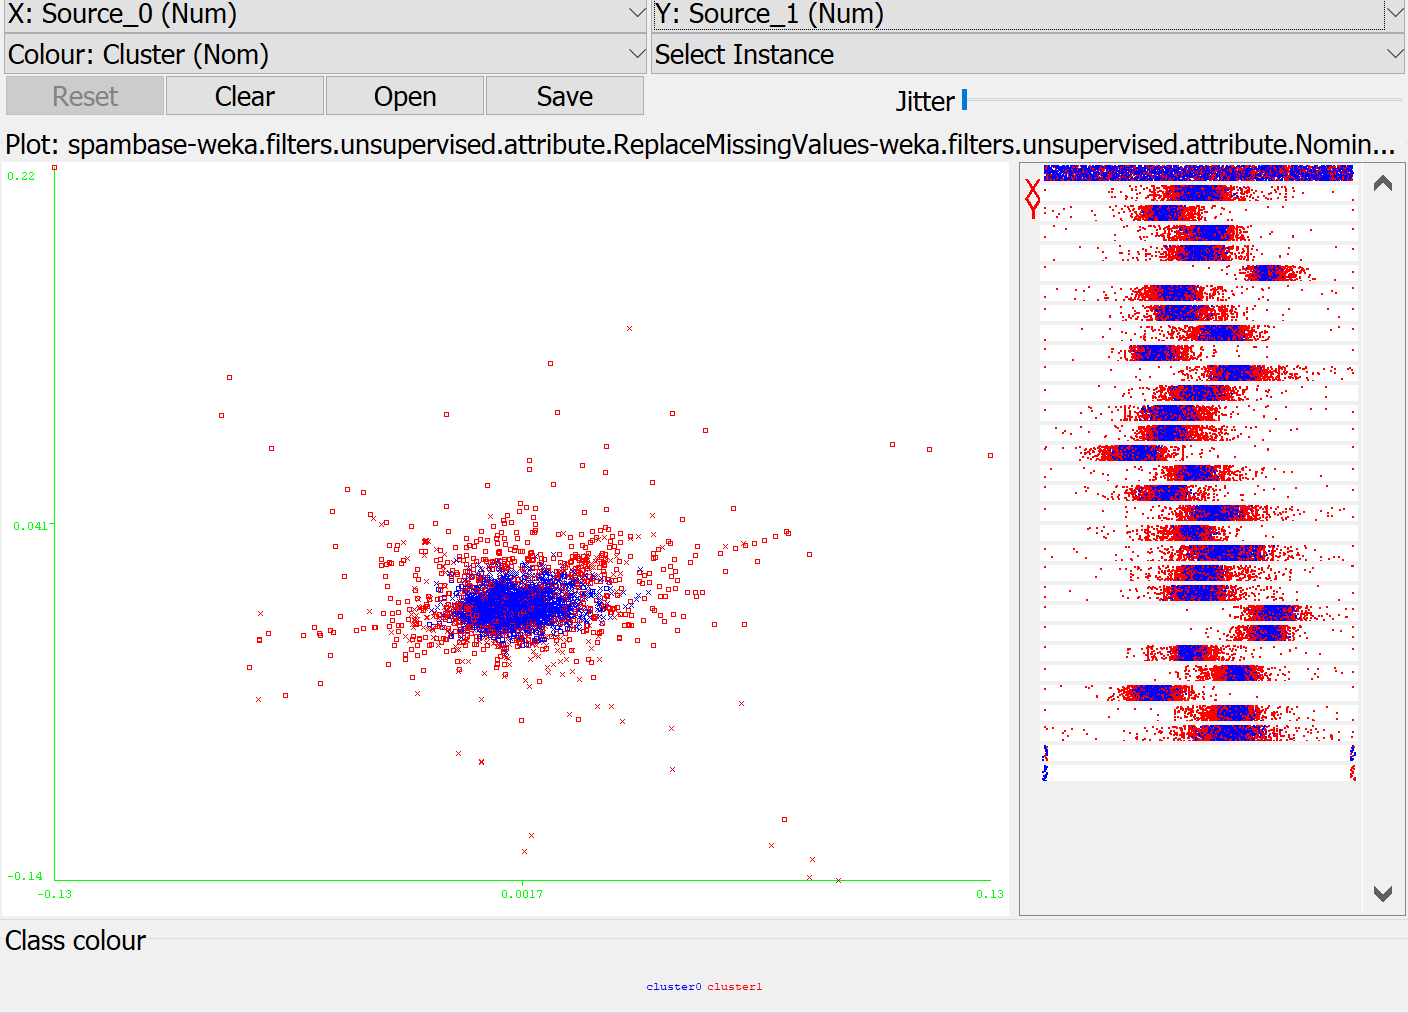 X: Source_0 (Num)
Y: Source_1 (Num)
Colour: Cluster (Nom)
Select Instance
Reset
Clear
Open
Save
Jitter
Plot: spambase-weka.filters.unsupervised.attribute.ReplaceMissingValues-weka.filters.unsupervised.attribute.Nomin...
0.22
0.041
-0.14
-0.13
0.0017
0.13
X
Y
Class colour
cluster0 cluster1